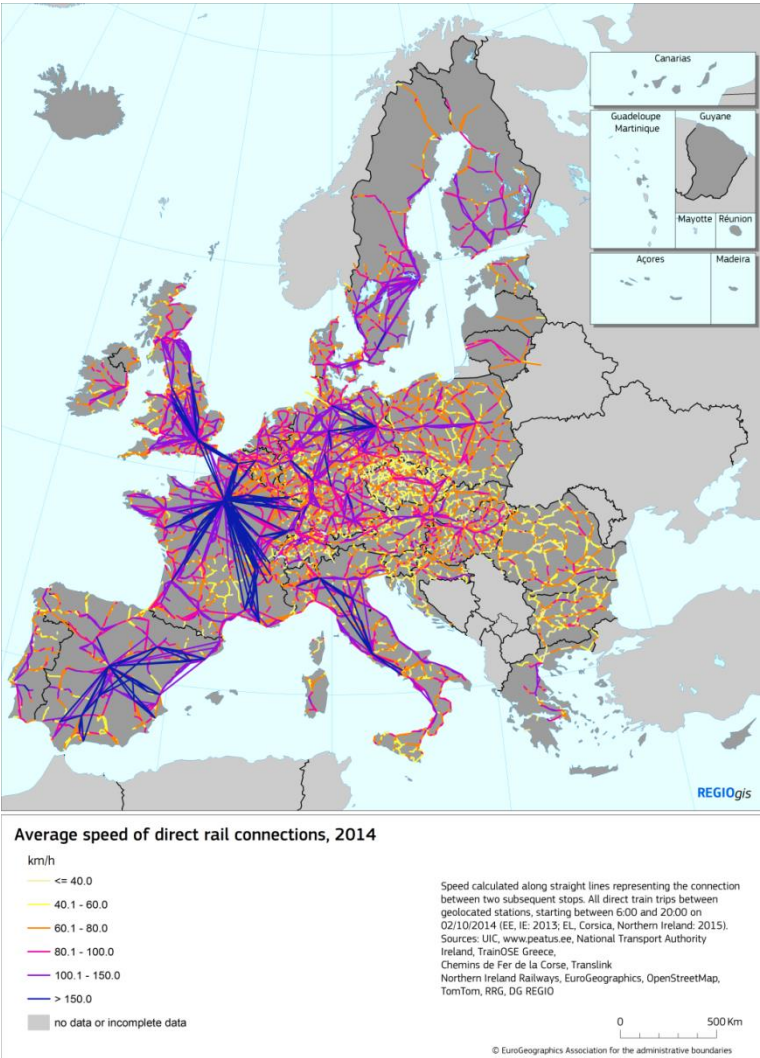 Canarias
Guadeloupe
Martinique
Guyane
Mayotte
Réunion
Açores
Madeira
REGIOgis
Average speed of direct rail connections, 2014
km/h
<= 40.0
40.1 - 60.0
60.1 - 80.0
80.1 - 100.0
100.1 - 150.0
> 150.0
no data or incomplete data
Speed calculated along straight lines representing the connection
between two subsequent stops. All direct train trips between
geolocated stations, starting between 6:00 and 20:00 on
02/10/2014 (EE, IE: 2013; EL, Corsica, Northern Ireland: 2015).
Sources: UIC, www.peatus.ee, National Transport Authority
Ireland, TrainOSE Greece,
Chemins de Fer de la Corse, Translink
Northern Ireland Railways, EuroGeographics, OpenStreetMap,
TomTom, RRG, DG REGIO
0 500 Km
© EuroGeographics Association for the administrative boundaries